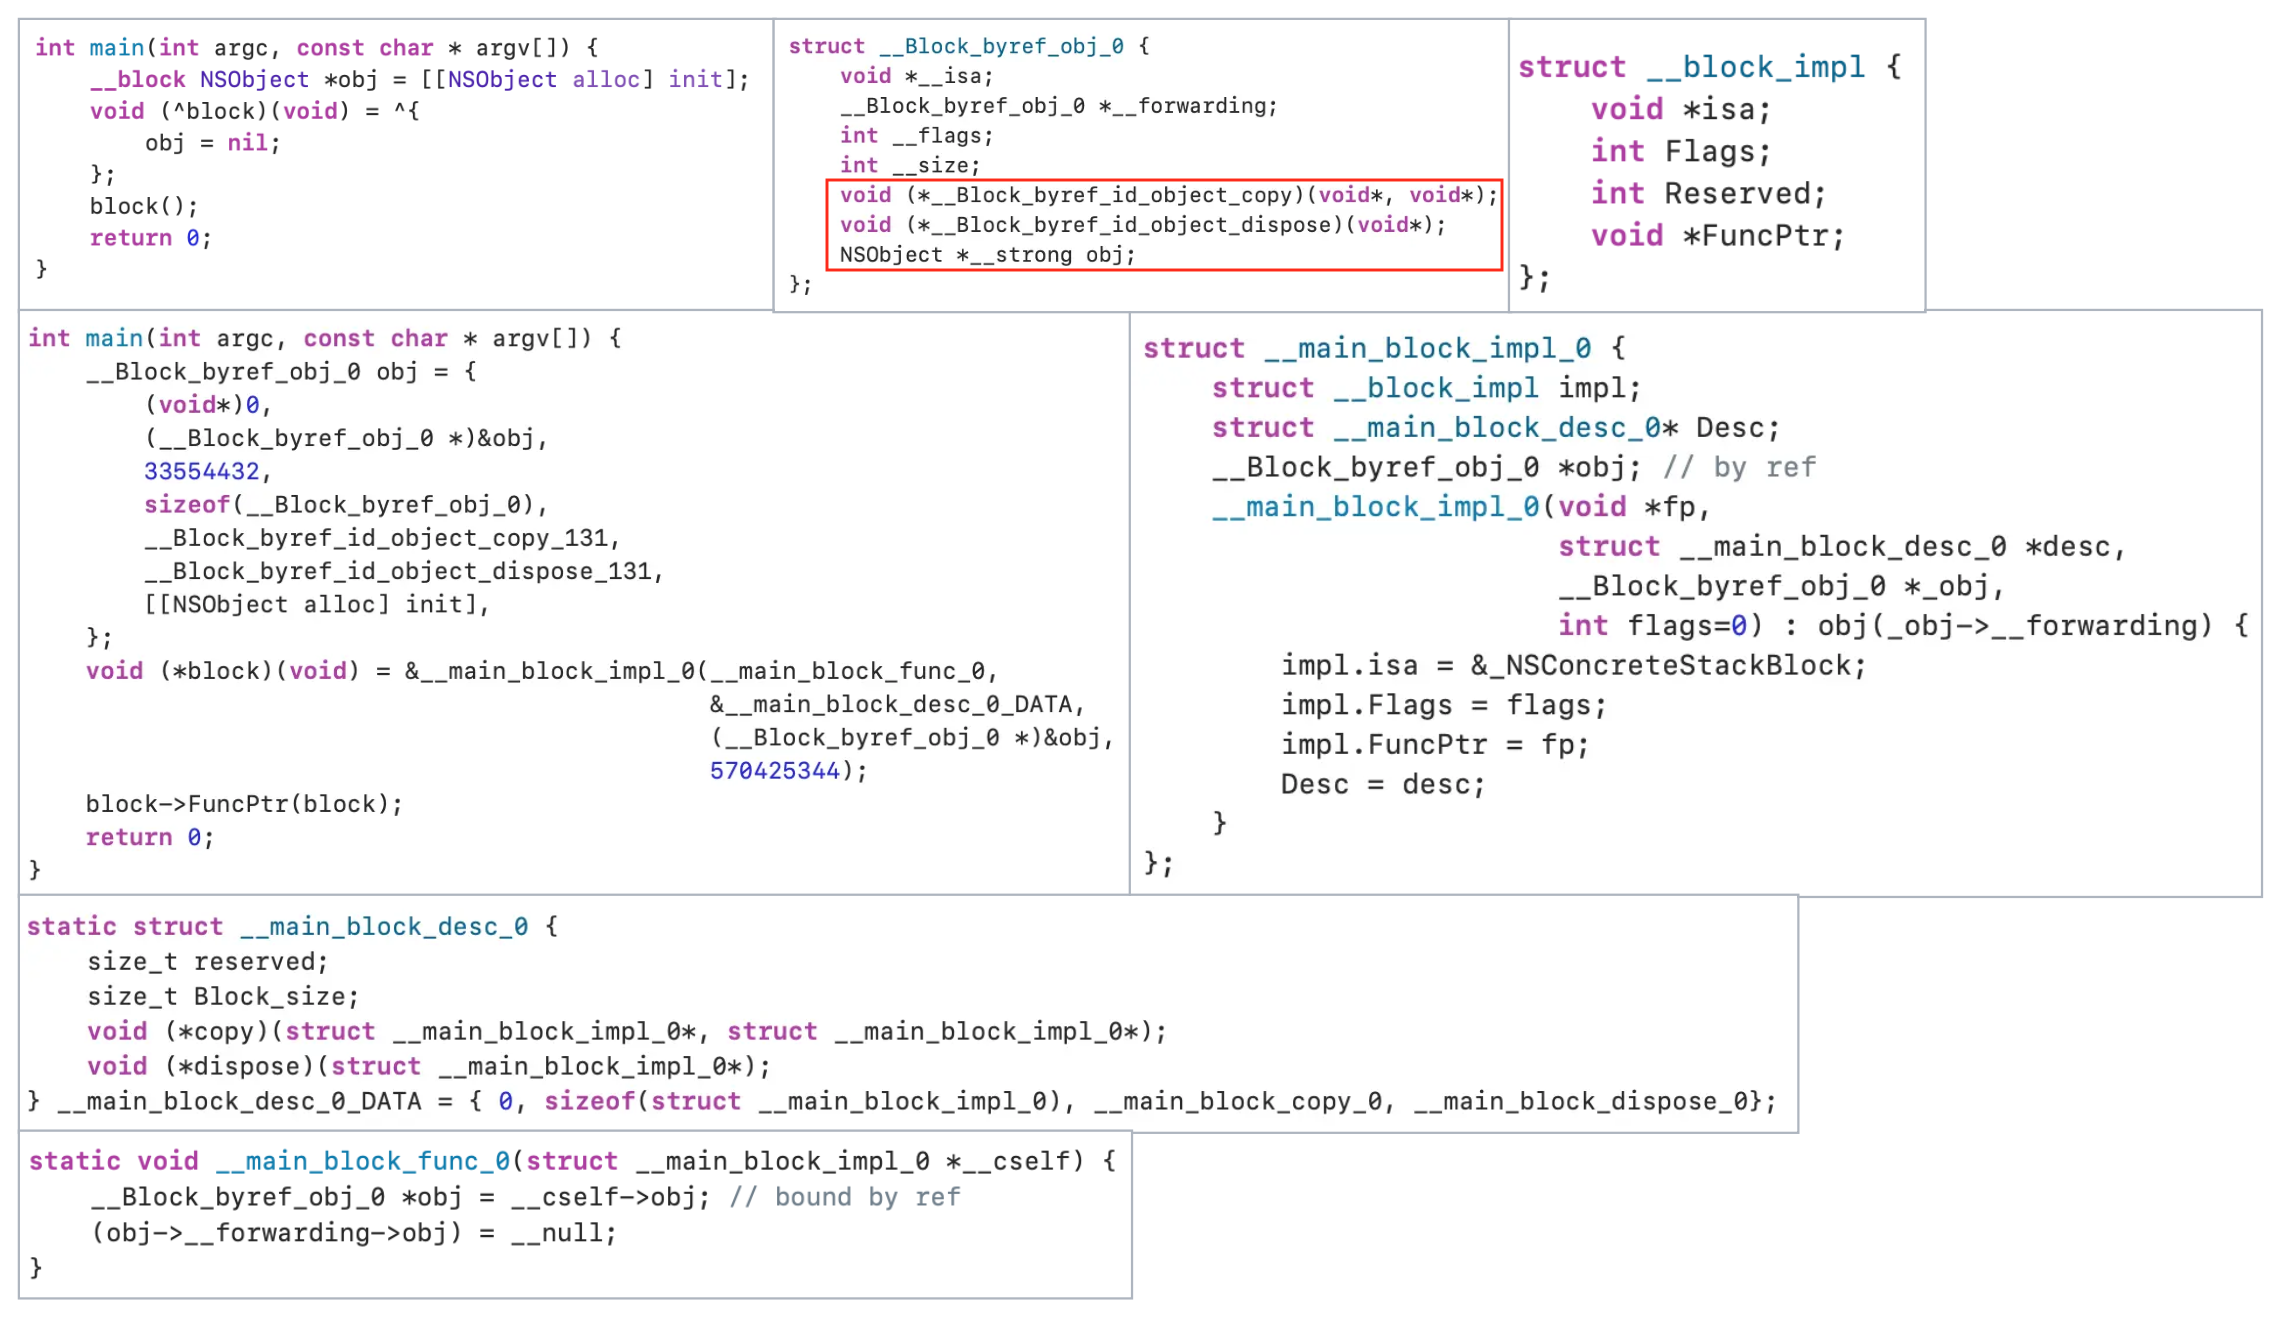 int main(int argc, const char * argv[]) {
    __block NSObject *obj = [[NSObject alloc] init];
    void (^block)(void) = ^{
        obj = nil;
    };
    block();
    return 0;
}
struct __Block_byref_obj_0 {
    void *__isa;
    __Block_byref_obj_0 *__forwarding;
    int __flags;
    int __size;
    void (*__Block_byref_id_object_copy)(void*, void*);
    void (*__Block_byref_id_object_dispose)(void*);
    NSObject *__strong obj;
};
struct __block_impl {
    void *isa;
    int Flags;
    int Reserved;
    void *FuncPtr;
};
int main(int argc, const char * argv[]) {
    __Block_byref_obj_0 obj = {
        (void*)0,
        (__Block_byref_obj_0 *)&obj,
        33554432,
        sizeof(__Block_byref_obj_0),
        __Block_byref_id_object_copy_131,
        __Block_byref_id_object_dispose_131,
        [[NSObject alloc] init],
    };
    void (*block)(void) = &__main_block_impl_0(__main_block_func_0,
                                               &__main_block_desc_0_DATA,
                                               (__Block_byref_obj_0 *)&obj,
                                               570425344);
    block->FuncPtr(block);
    return 0;
}
struct __main_block_impl_0 {
    struct __block_impl impl;
    struct __main_block_desc_0* Desc;
    __Block_byref_obj_0 *obj; // by ref
    __main_block_impl_0(void *fp,
                        struct __main_block_desc_0 *desc,
                        __Block_byref_obj_0 *_obj,
                        int flags=0) : obj(_obj->__forwarding) {
        impl.isa = &_NSConcreteStackBlock;
        impl.Flags = flags;
        impl.FuncPtr = fp;
        Desc = desc;
    }
};
static struct __main_block_desc_0 {
    size_t reserved;
    size_t Block_size;
    void (*copy)(struct __main_block_impl_0*, struct __main_block_impl_0*);
    void (*dispose)(struct __main_block_impl_0*);
} __main_block_desc_0_DATA = { 0, sizeof(struct __main_block_impl_0), __main_block_copy_0, __main_block_dispose_0};
static void __main_block_func_0(struct __main_block_impl_0 *__cself) {
    __Block_byref_obj_0 *obj = __cself->obj; // bound by ref
    (obj->__forwarding->obj) = __null;
}